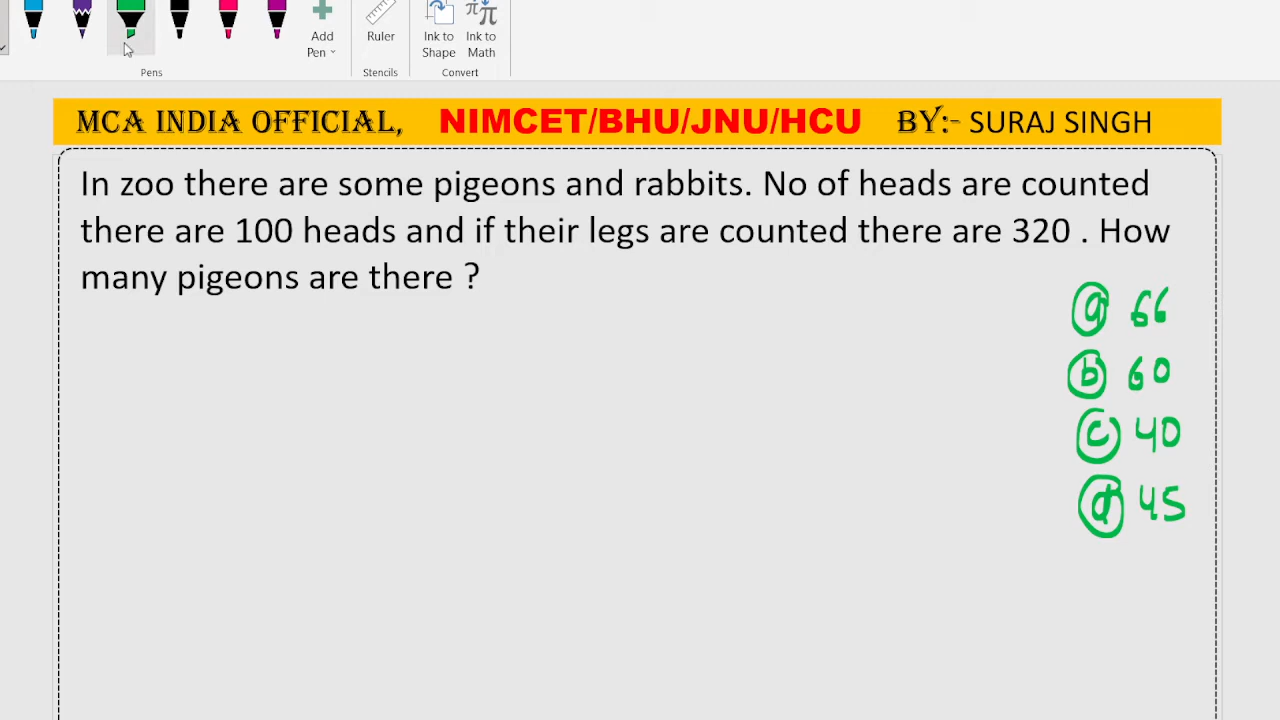 Add
Pen
Ruler
Ink to
Shape
Ink to
Math
Pens
Stencils
Convert
MCA INDIA OFFICIAL, NIMCET/BHU/JNU/HCU BY:- SURAJ SINGH
In zoo there are some pigeons and rabbits. No of heads are counted
there are 100 heads and if their legs are counted there are 320 . How
many pigeons are there ?
a 66
b 60
c 40
d 45